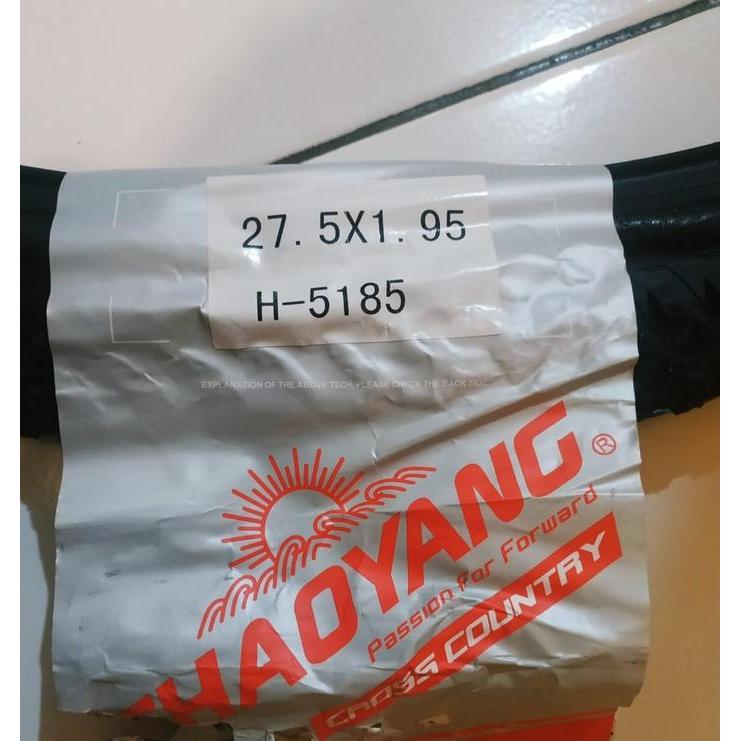 27.5X1.95
H-5185
EXPLANATION OF THE ABOVE TECH, PLEASE CHECK THE BACK SIDE
CHAOYANG®
Passion for Forward
CROSS COUNTRY